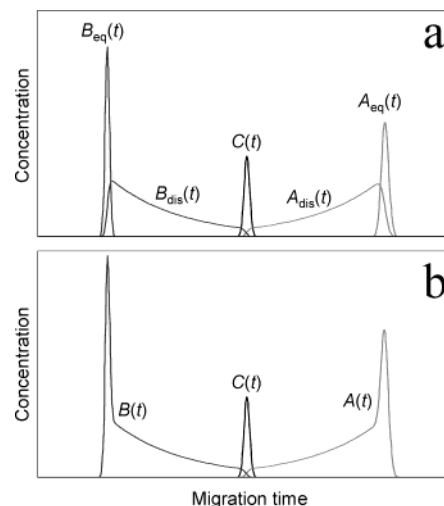 a
B_eq(t)
A_eq(t)
C(t)
B_dis(t)
A_dis(t)
Concentration
b
C(t)
B(t)
A(t)
Concentration
Migration time